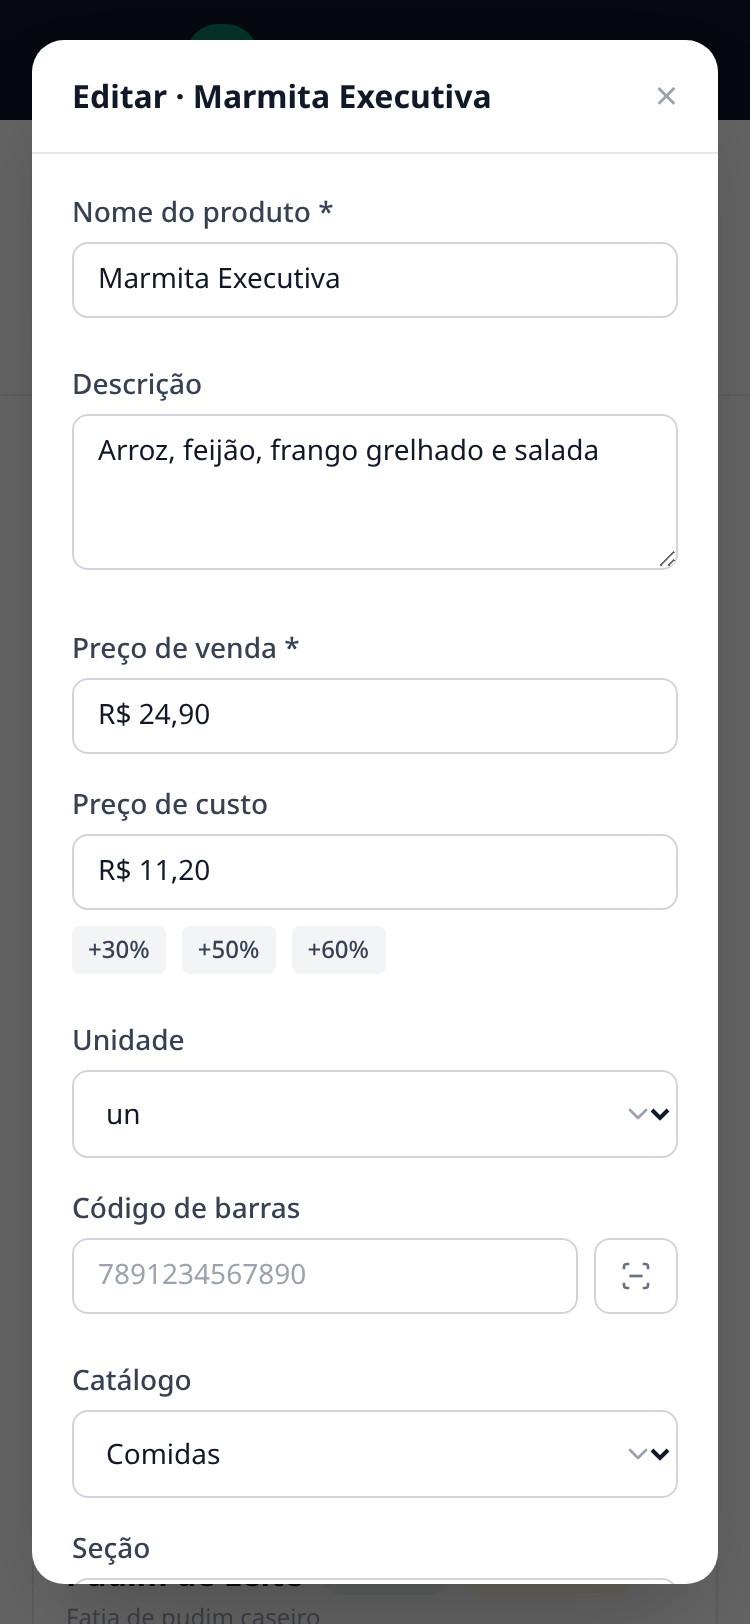 Editar · Marmita Executiva
Nome do produto *
Marmita Executiva
Descrição
Arroz, feijão, frango grelhado e salada
Preço de venda *
R$ 24,90
Preço de custo
R$ 11,20
+30% +50% +60%
Unidade
un
Código de barras
7891234567890
Catálogo
Comidas
Seção
Fatia de pudim caseiro